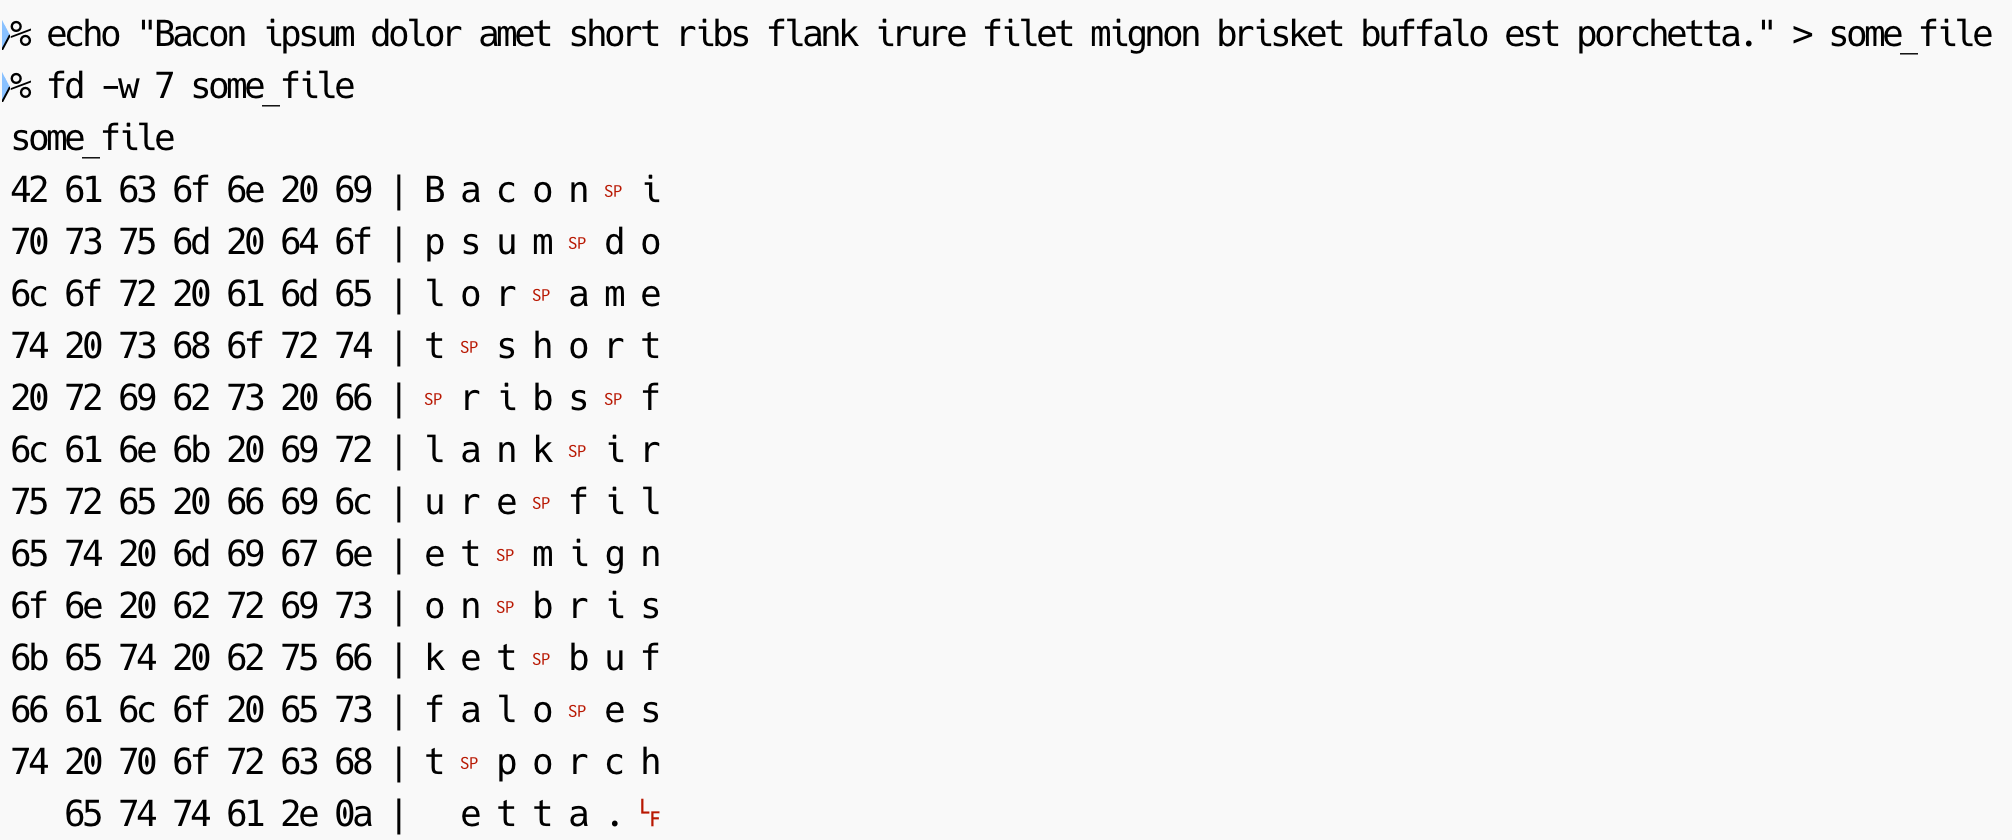 % echo "Bacon ipsum dolor amet short ribs flank irure filet mignon brisket buffalo est porchetta." > some_file
% fd -w 7 some_file
some_file
42 61 63 6f 6e 20 69 | B a c o n SP i
70 73 75 6d 20 64 6f | p s u m SP d o
6c 6f 72 20 61 6d 65 | l o r SP a m e
74 20 73 68 6f 72 74 | t SP s h o r t
20 72 69 62 73 20 66 | SP r i b s SP f
6c 61 6e 6b 20 69 72 | l a n k SP i r
75 72 65 20 66 69 6c | u r e SP f i l
65 74 20 6d 69 67 6e | e t SP m i g n
6f 6e 20 62 72 69 73 | o n SP b r i s
6b 65 74 20 62 75 66 | k e t SP b u f
66 61 6c 6f 20 65 73 | f a l o SP e s
74 20 70 6f 72 63 68 | t SP p o r c h
   65 74 74 61 2e 0a |   e t t a . LF